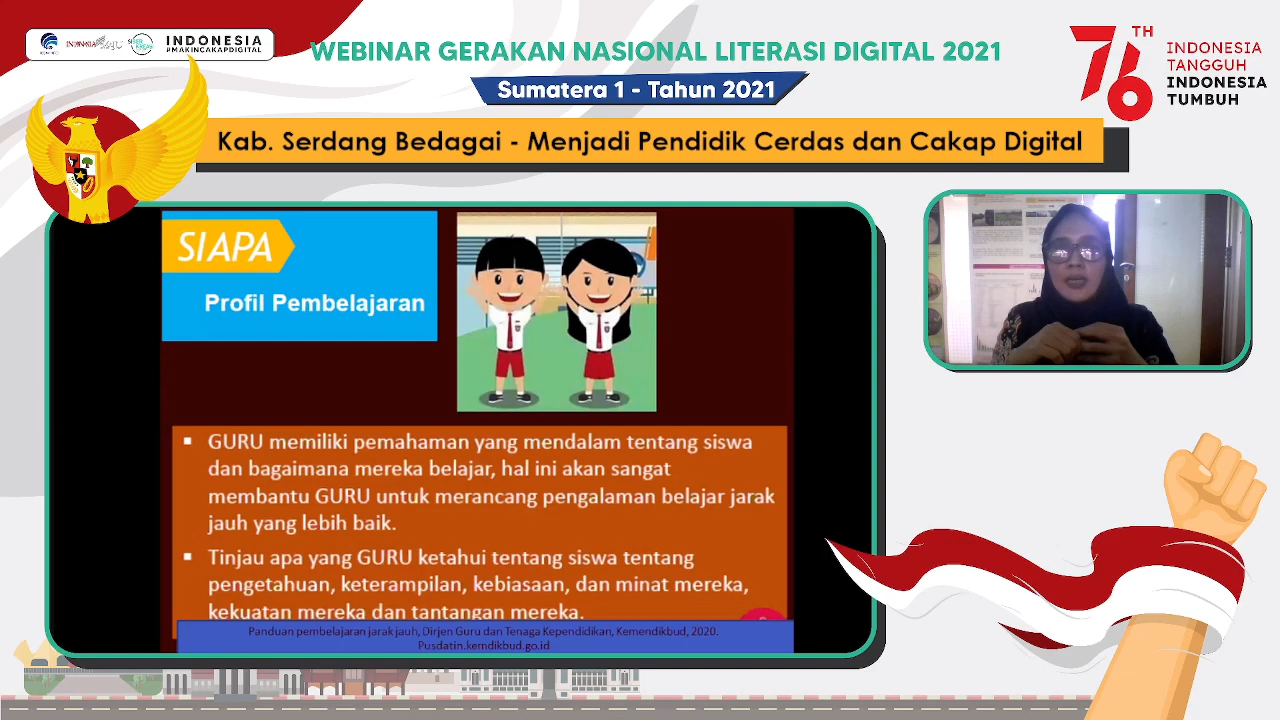 INDONESIA
PMAKINCAKAPDIGITAL
WEBINAR GERAKAN NASIONAL LITERASI DIGITAL 2021
Sumatera 1 - Tahun 2021
76
TH
INDONESIA
TANGGUH
INDONESIA
TUMBUH
Kab. Serdang Bedagai - Menjadi Pendidik Cerdas dan Cakap Digital
SIAPA
Profil Pembelajaran
▪ GURU memiliki pemahaman yang mendalam tentang siswa
dan bagaimana mereka belajar, hal ini akan sangat
membantu GURU untuk merancang pengalaman belajar jarak
jauh yang lebih baik.
▪ Tinjau apa yang GURU ketahui tentang siswa tentang
pengetahuan, keterampilan, kebiasaan, dan minat mereka,
kekuatan mereka dan tantangan mereka.
Panduan pembelajaran jarak jauh, Dirjen Guru dan Tenaga Kependidikan, Kemendikbud, 2020.
Pusdatin.kemdikbud.go.id